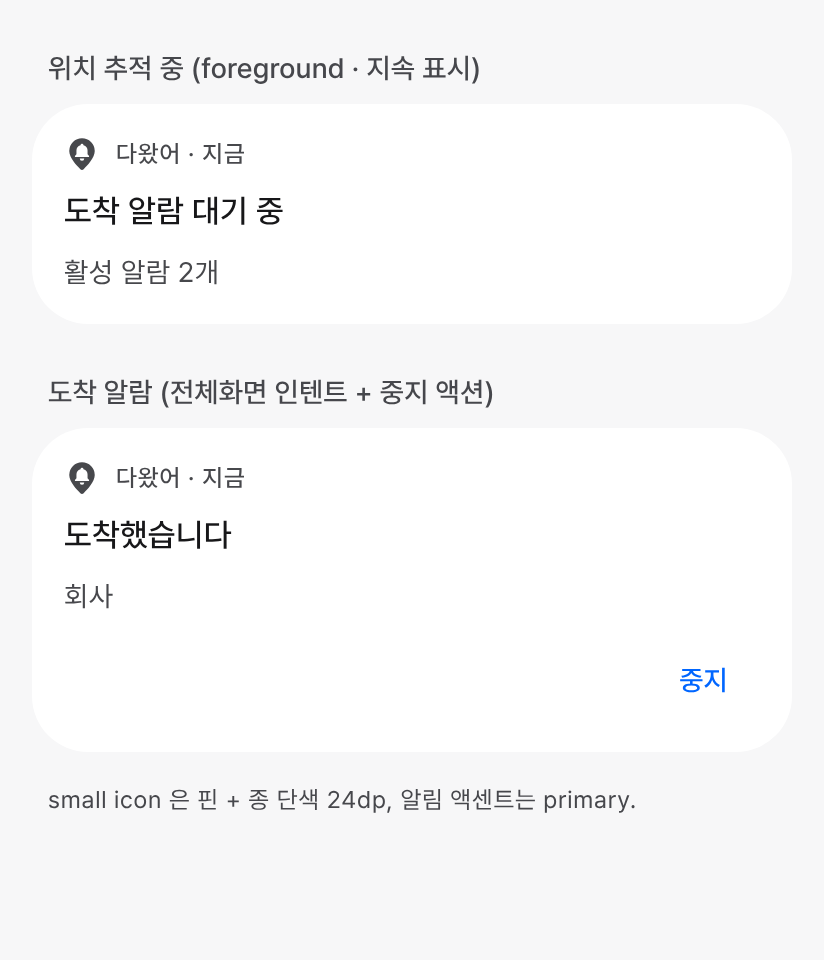 위치 추적 중 (foreground · 지속 표시)
다왔어 · 지금
도착 알람 대기 중
활성 알람 2개
도착 알람 (전체화면 인텐트 + 중지 액션)
다왔어 · 지금
도착했습니다
회사
중지
small icon 은 핀 + 종 단색 24dp, 알림 액센트는 primary.